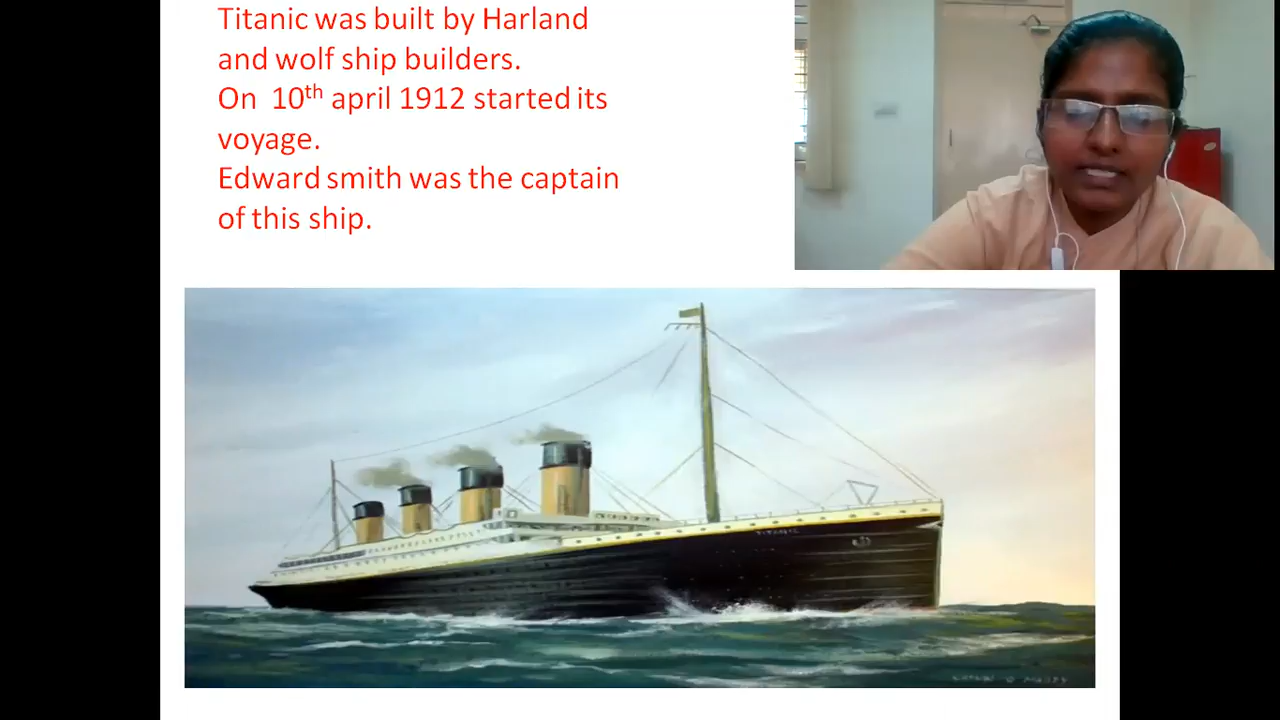 Titanic was built by Harland
and wolf ship builders.
On 10th april 1912 started its
voyage.
Edward smith was the captain
of this ship.
TITANIC